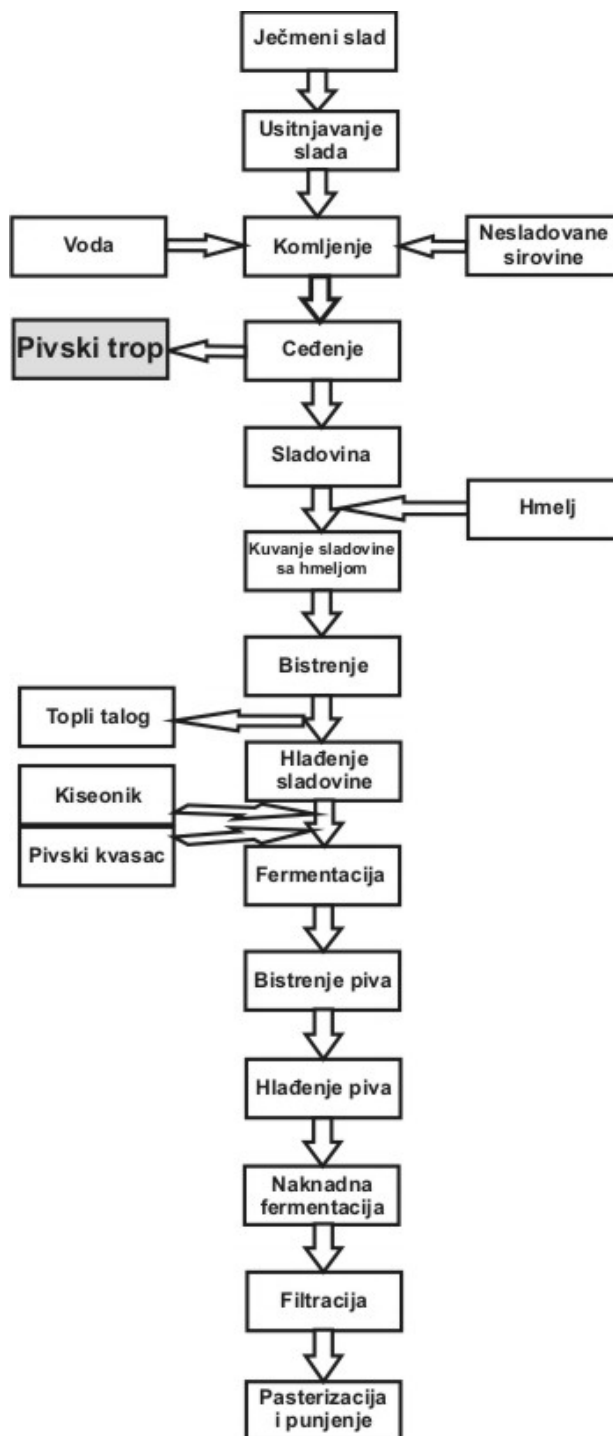 Ječmeni slad
Usitnjavanje
slada
Voda
Komljenje
Nesladovane
sirovine
Pivski trop
Ceđenje
Sladovina
Hmelj
Kuvanje sladovine
sa hmeljom
Bistrenje
Topli talog
Hlađenje
sladovine
Kiseonik
Pivski kvasac
Fermentacija
Bistrenje piva
Hlađenje piva
Naknadna
fermentacija
Filtracija
Pasterizacija
i punjenje